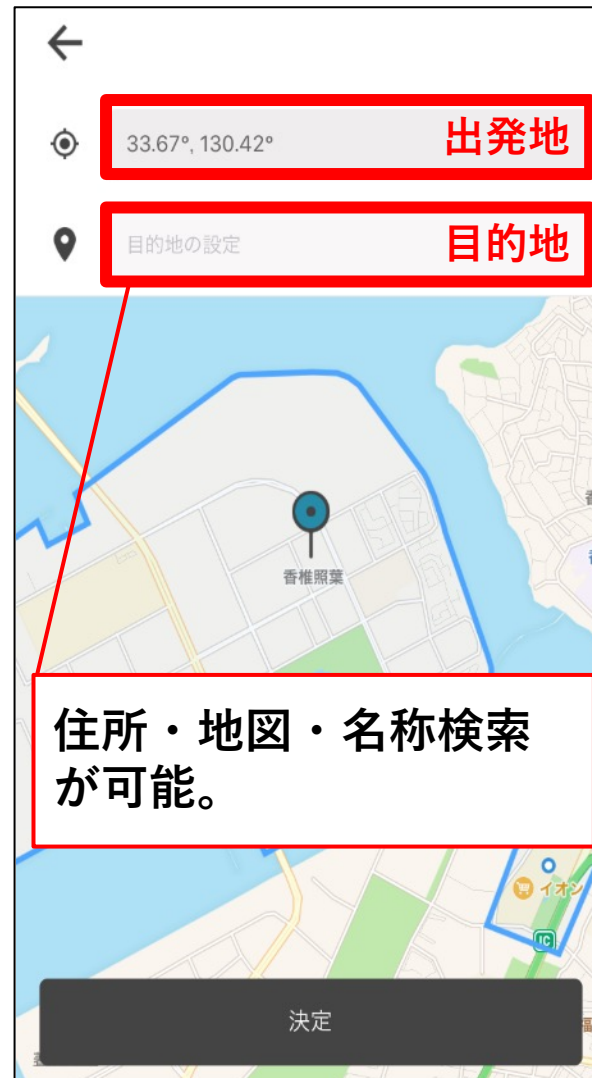 33.67°, 130.42°
出発地
目的地の設定
目的地
香椎照葉
住所・地図・名称検索
が可能。
イオン
IC
決定